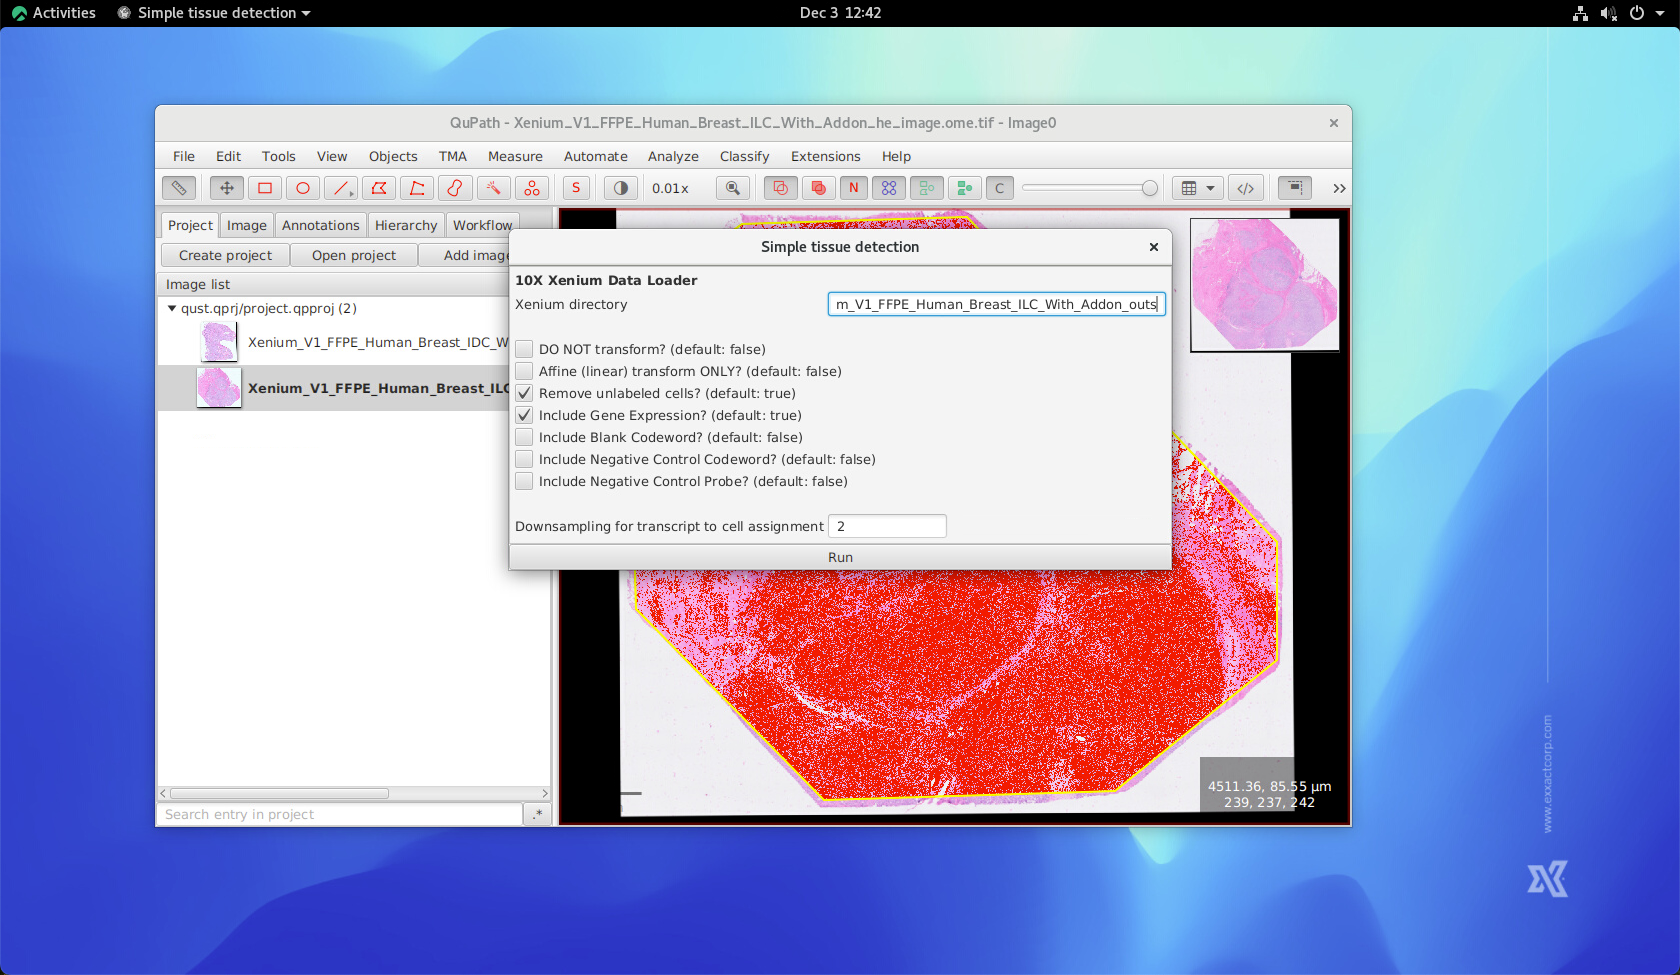 Activities
Simple tissue detection
Dec 3 12:42
QuPath - Xenium_V1_FFPE_Human_Breast_ILC_With_Addon_he_image.ome.tif - Image0
File Edit Tools View Objects TMA Measure Automate Analyze Classify Extensions Help
S 0.01x N C </> >>
Project Image Annotations Hierarchy Workflow
Create project Open project Add image
Image list
qust.qprj/project.qpproj (2)
Xenium_V1_FFPE_Human_Breast_IDC_W
Xenium_V1_FFPE_Human_Breast_ILC
Search entry in project
.*
Simple tissue detection
10X Xenium Data Loader
Xenium directory
m_V1_FFPE_Human_Breast_ILC_With_Addon_outs
DO NOT transform? (default: false)
Affine (linear) transform ONLY? (default: false)
Remove unlabeled cells? (default: true)
Include Gene Expression? (default: true)
Include Blank Codeword? (default: false)
Include Negative Control Codeword? (default: false)
Include Negative Control Probe? (default: false)
Downsampling for transcript to cell assignment 2
Run
4511.36, 85.55 µm
239, 237, 242
www.exxactcorp.com